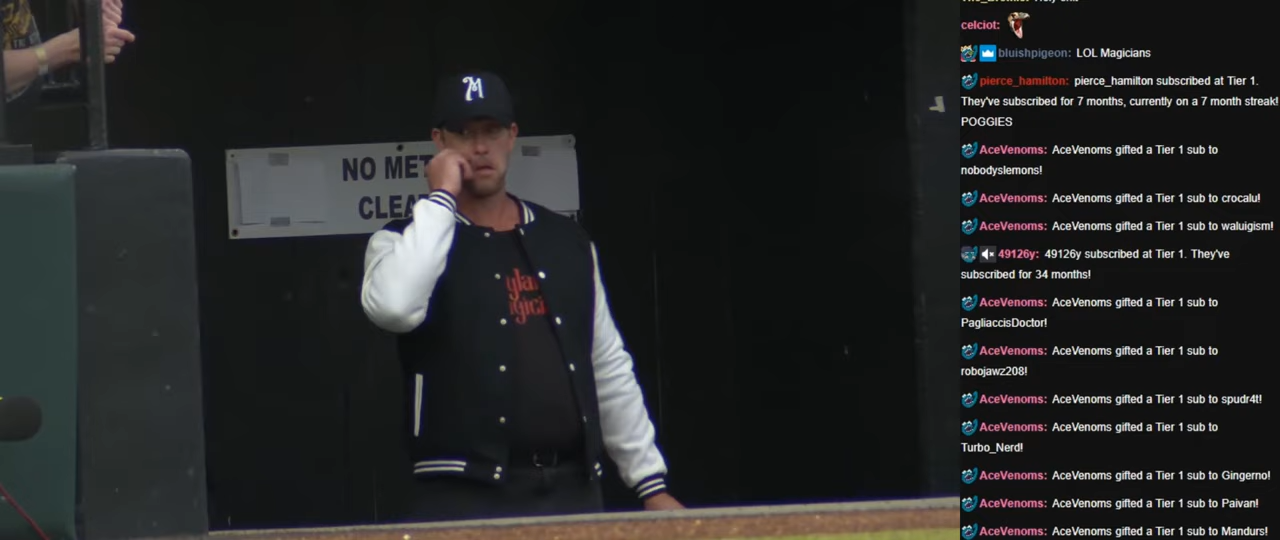 M
NO MET
CLEA
celciot:
bluishpigeon: LOL Magicians
pierce_hamilton: pierce_hamilton subscribed at Tier 1.
They've subscribed for 7 months, currently on a 7 month streak!
POGGIES
AceVenoms: AceVenoms gifted a Tier 1 sub to
nobodyslemons!
AceVenoms: AceVenoms gifted a Tier 1 sub to crocalu!
AceVenoms: AceVenoms gifted a Tier 1 sub to waluigism!
49126y: 49126y subscribed at Tier 1. They've
subscribed for 34 months!
AceVenoms: AceVenoms gifted a Tier 1 sub to
PagliaccisDoctor!
AceVenoms: AceVenoms gifted a Tier 1 sub to
robojawz208!
AceVenoms: AceVenoms gifted a Tier 1 sub to spudr4t!
AceVenoms: AceVenoms gifted a Tier 1 sub to
Turbo_Nerd!
AceVenoms: AceVenoms gifted a Tier 1 sub to Gingerno!
AceVenoms: AceVenoms gifted a Tier 1 sub to Paivan!
AceVenoms: AceVenoms gifted a Tier 1 sub to Mandurs!